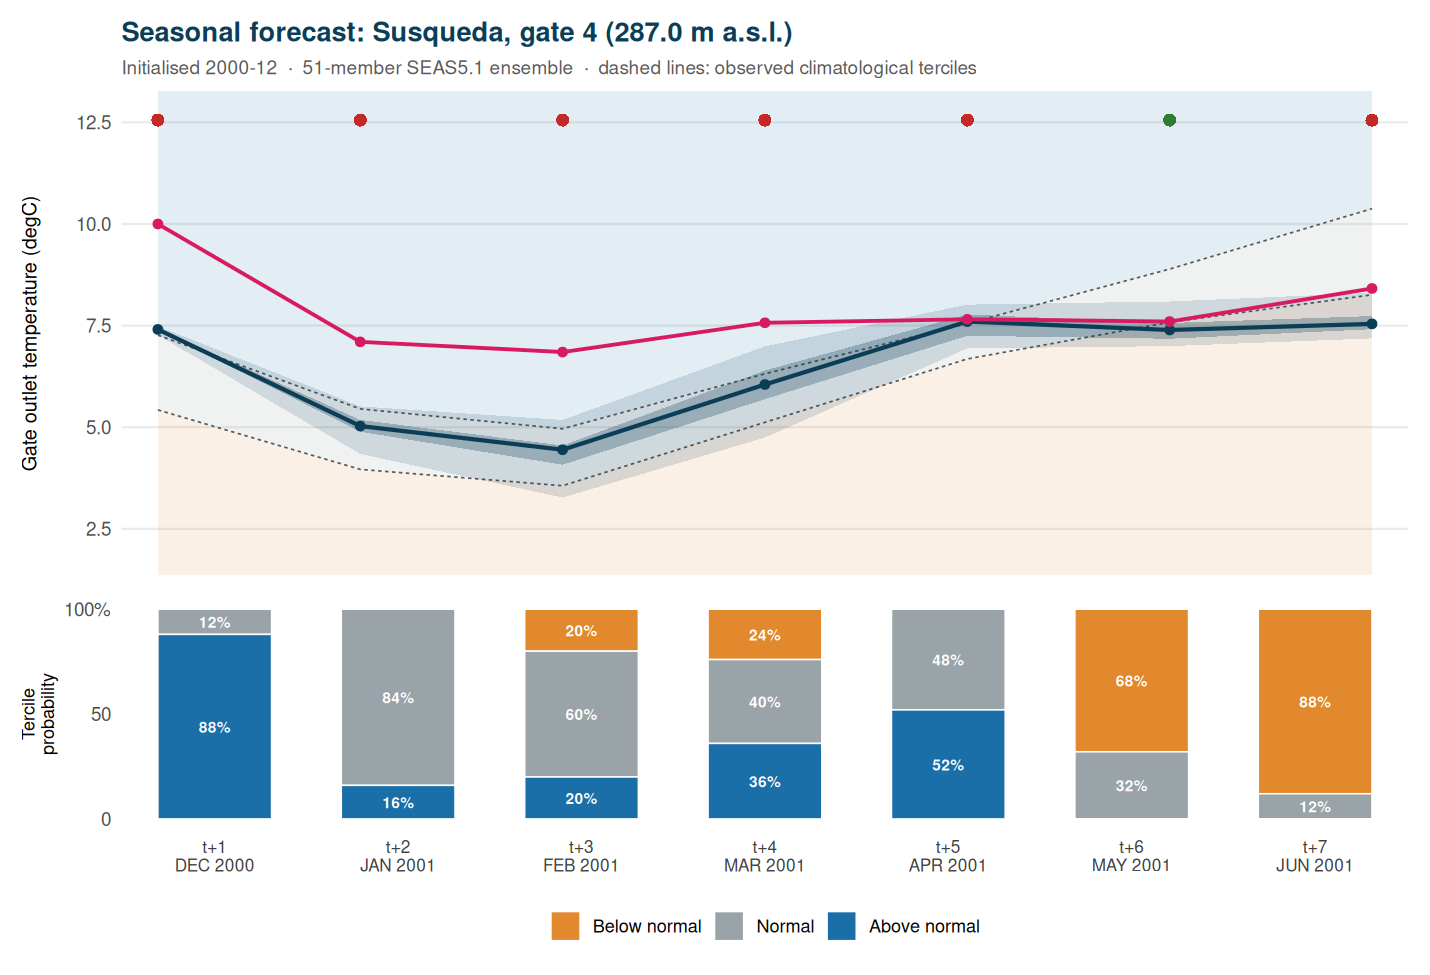 Seasonal forecast: Susqueda, gate 4 (287.0 m a.s.l.)
Initialised 2000-12 · 51-member SEAS5.1 ensemble · dashed lines: observed climatological terciles
Gate outlet temperature (degC)
12.5
10.0
7.5
5.0
2.5
Tercile
probability
100%
50
0
12%
88%
84%
16%
20%
60%
20%
24%
40%
36%
48%
52%
68%
32%
88%
12%
t+1
DEC 2000
t+2
JAN 2001
t+3
FEB 2001
t+4
MAR 2001
t+5
APR 2001
t+6
MAY 2001
t+7
JUN 2001
Below normal
Normal
Above normal